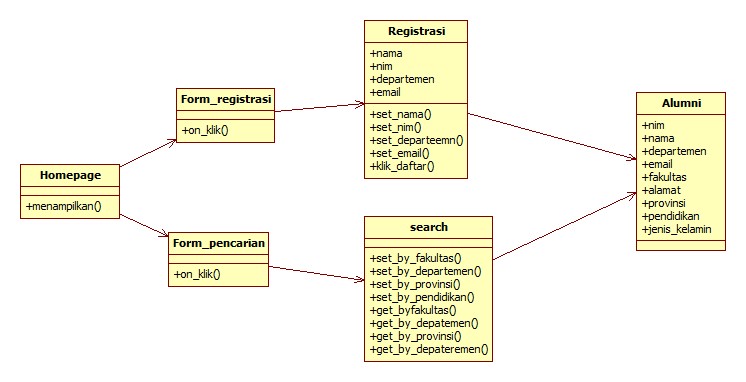 Homepage
+menampilkan()
Form_registrasi
+on_klik()
Form_pencarian
+on_klik()
Registrasi
+nama
+nim
+departemen
+email
+set_nama()
+set_nim()
+set_departeemn()
+set_email()
+klik_daftar()
search
+set_by_fakultas()
+set_by_departemen()
+set_by_provinsi()
+set_by_pendidikan()
+get_byfakultas()
+get_by_depatemen()
+get_by_provinsi()
+get_by_depateremen()
Alumni
+nim
+nama
+departemen
+email
+fakultas
+alamat
+provinsi
+pendidikan
+jenis_kelamin